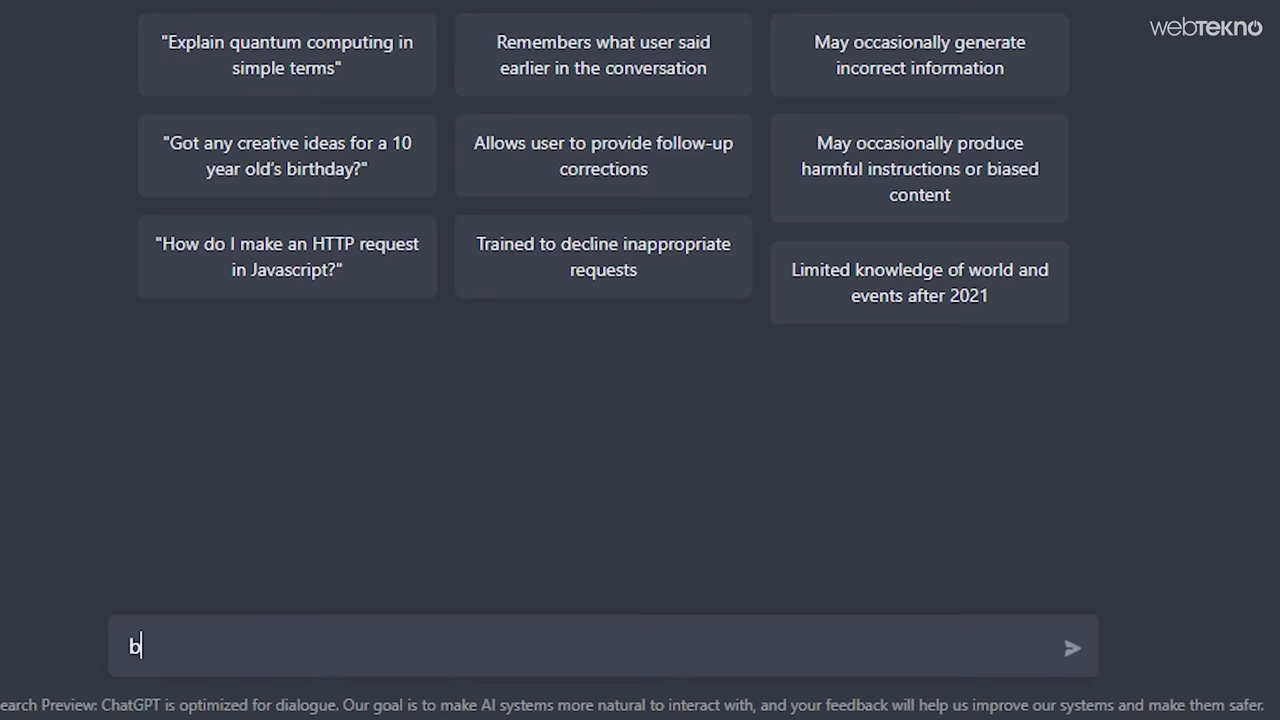 webTEKNO
"Explain quantum computing in
simple terms"
Remembers what user said
earlier in the conversation
May occasionally generate
incorrect information
"Got any creative ideas for a 10
year old's birthday?"
Allows user to provide follow-up
corrections
May occasionally produce
harmful instructions or biased
content
"How do I make an HTTP request
in Javascript?"
Trained to decline inappropriate
requests
Limited knowledge of world and
events after 2021
b
earch Preview: ChatGPT is optimized for dialogue. Our goal is to make AI systems more natural to interact with, and your feedback will help us improve our systems and make them safer.